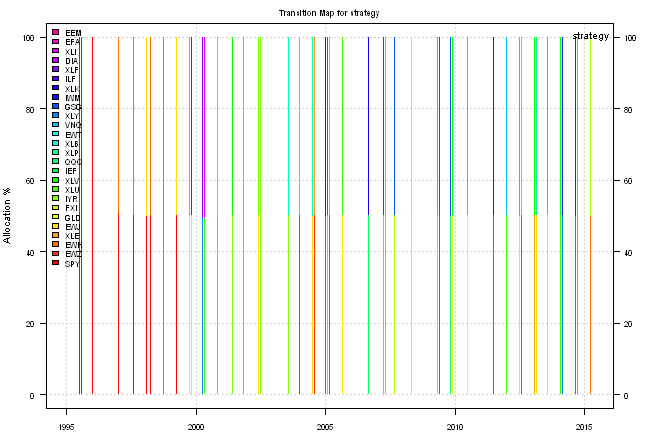 Transition Map for strategy
strategy
EEM
EFA
XLI
DIA
XLF
ILF
XLK
IWM
GSG
XLY
VNQ
EWT
XLB
XLP
QQQ
IEF
XLV
XLU
IYR
FXI
GLD
EWJ
XLE
EWH
EWZ
SPY
Allocation %
100
80
60
40
20
0
100
80
60
40
20
0
1995 2000 2005 2010 2015